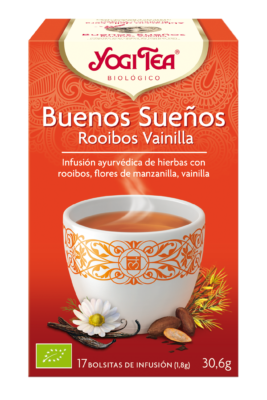 YOGI TEA
BIOLÓGICO
Buenos Sueños
Rooibos Vainilla
Infusión ayurvédica de hierbas con
rooibos, flores de manzanilla, vainilla
17 BOLSITAS DE INFUSIÓN (1,8g) 30,6g